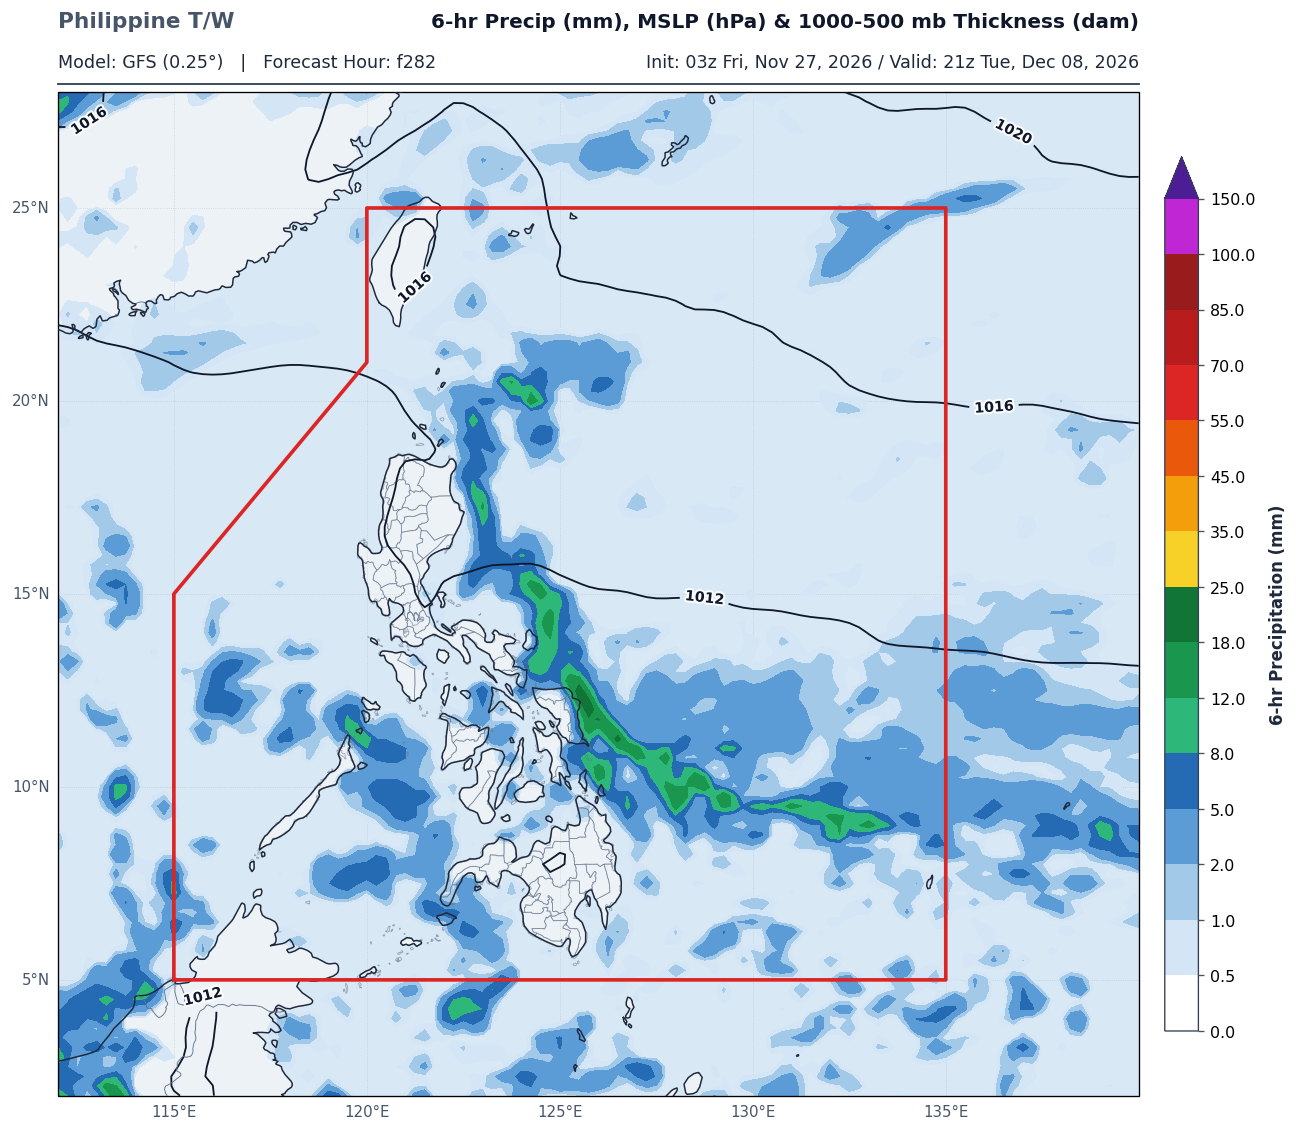 Philippine T/W
6-hr Precip (mm), MSLP (hPa) & 1000-500 mb Thickness (dam)
Model: GFS (0.25°) | Forecast Hour: f282
Init: 03z Fri, Nov 27, 2026 / Valid: 21z Tue, Dec 08, 2026
1016
1020
1016
1016
1012
1012
25°N
20°N
15°N
10°N
5°N
115°E
120°E
125°E
130°E
135°E
150.0
100.0
85.0
70.0
55.0
45.0
35.0
25.0
18.0
12.0
8.0
5.0
2.0
1.0
0.5
0.0
6-hr Precipitation (mm)